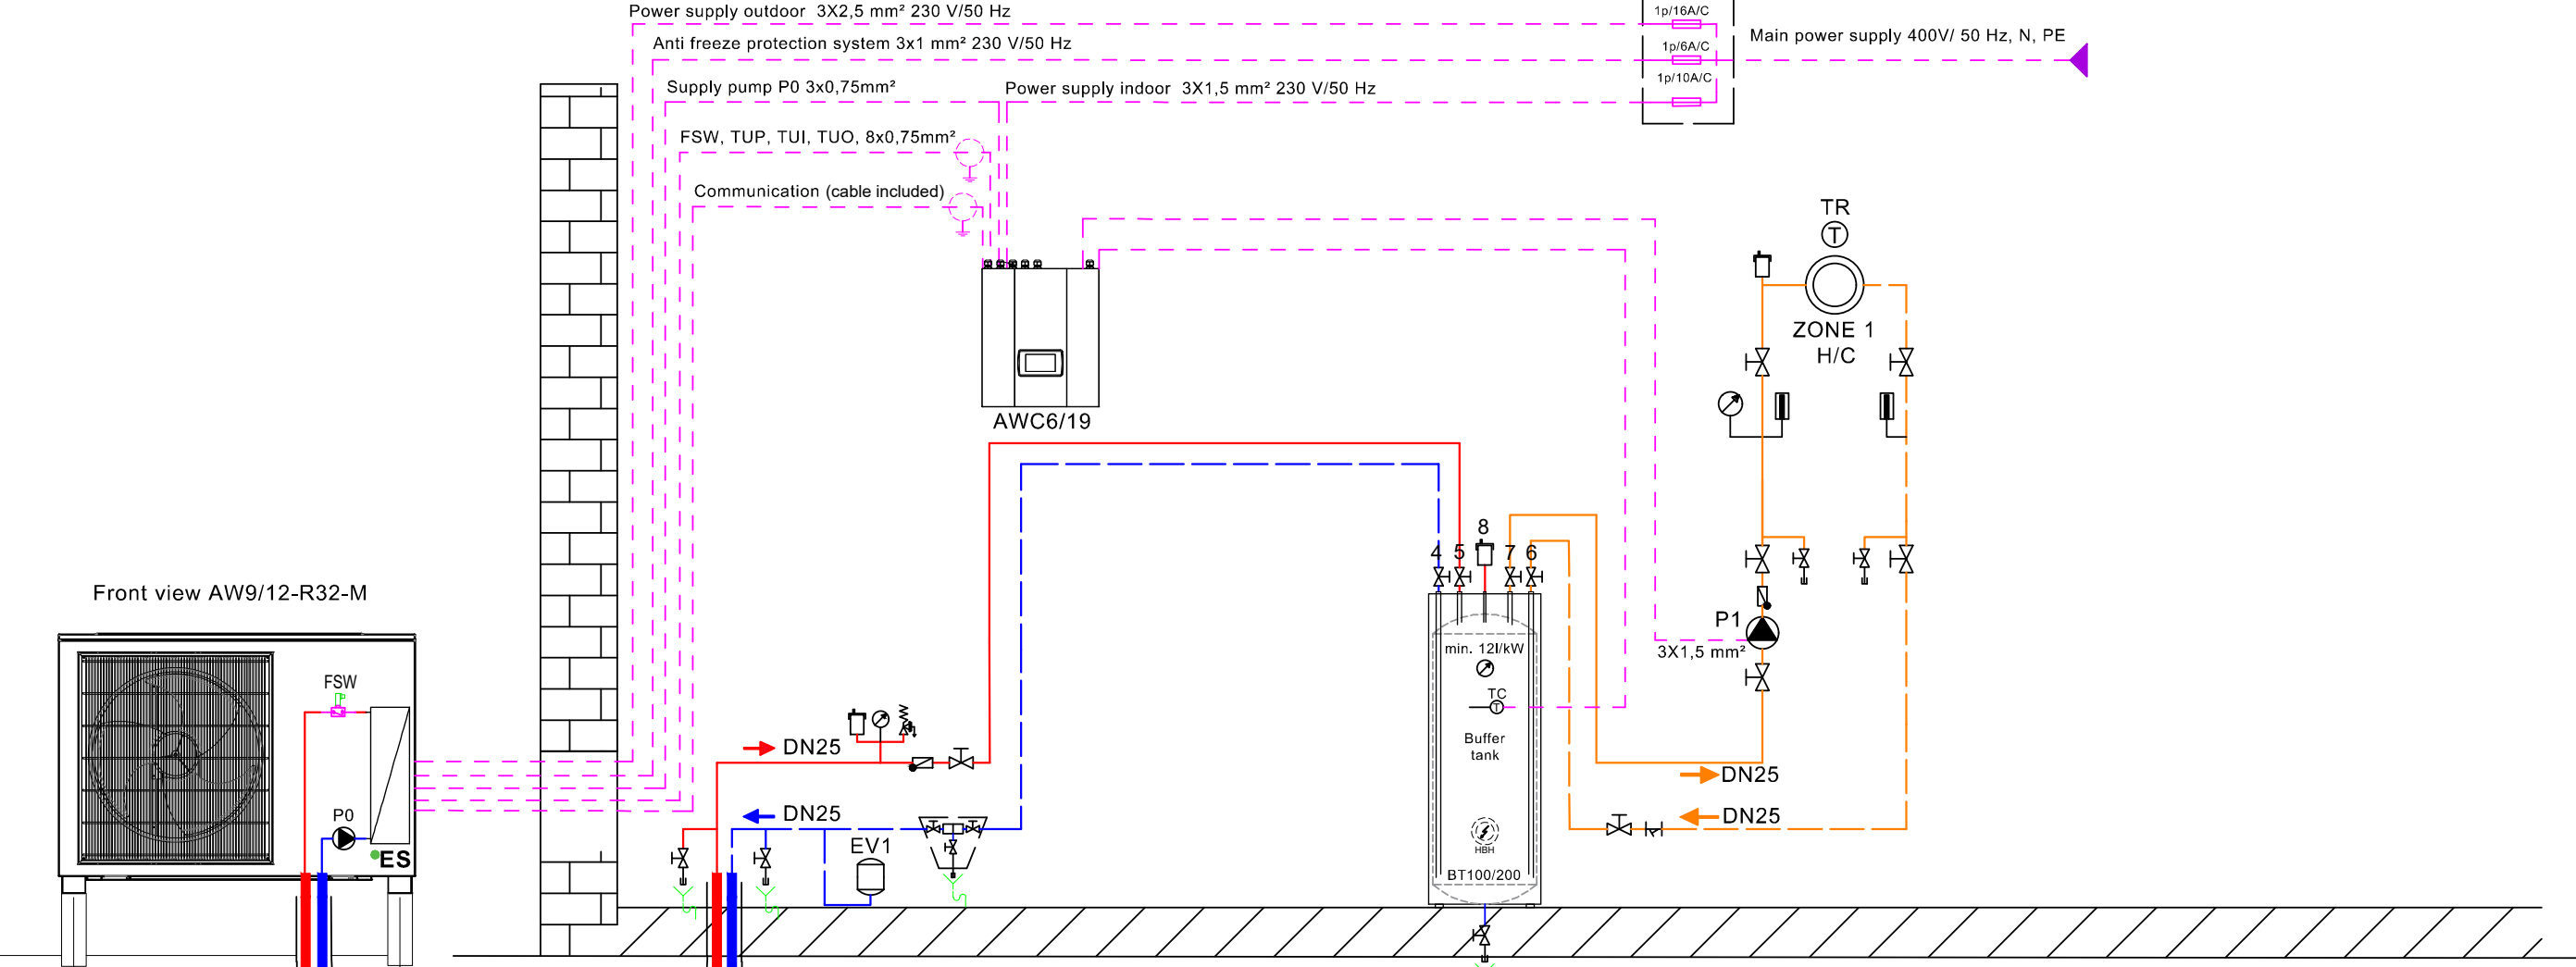 Power supply outdoor 3X2,5 mm² 230 V/50 Hz
1p/16A/C
Anti freeze protection system 3x1 mm² 230 V/50 Hz
1p/6A/C
Main power supply 400V/ 50 Hz, N, PE
1p/10A/C
Supply pump P0 3x0,75mm²
Power supply indoor 3X1,5 mm² 230 V/50 Hz
FSW, TUP, TUI, TUO, 8x0,75mm²
Communication (cable included)
TR
T
ZONE 1
H/C
AWC6/19
8
4 5 7 6
Front view AW9/12-R32-M
P1
3X1,5 mm²
min. 12l/kW
FSW
TC
T
Buffer
tank
DN25
DN25
DN25
DN25
P0
EV1
ES
HBH
BT100/200